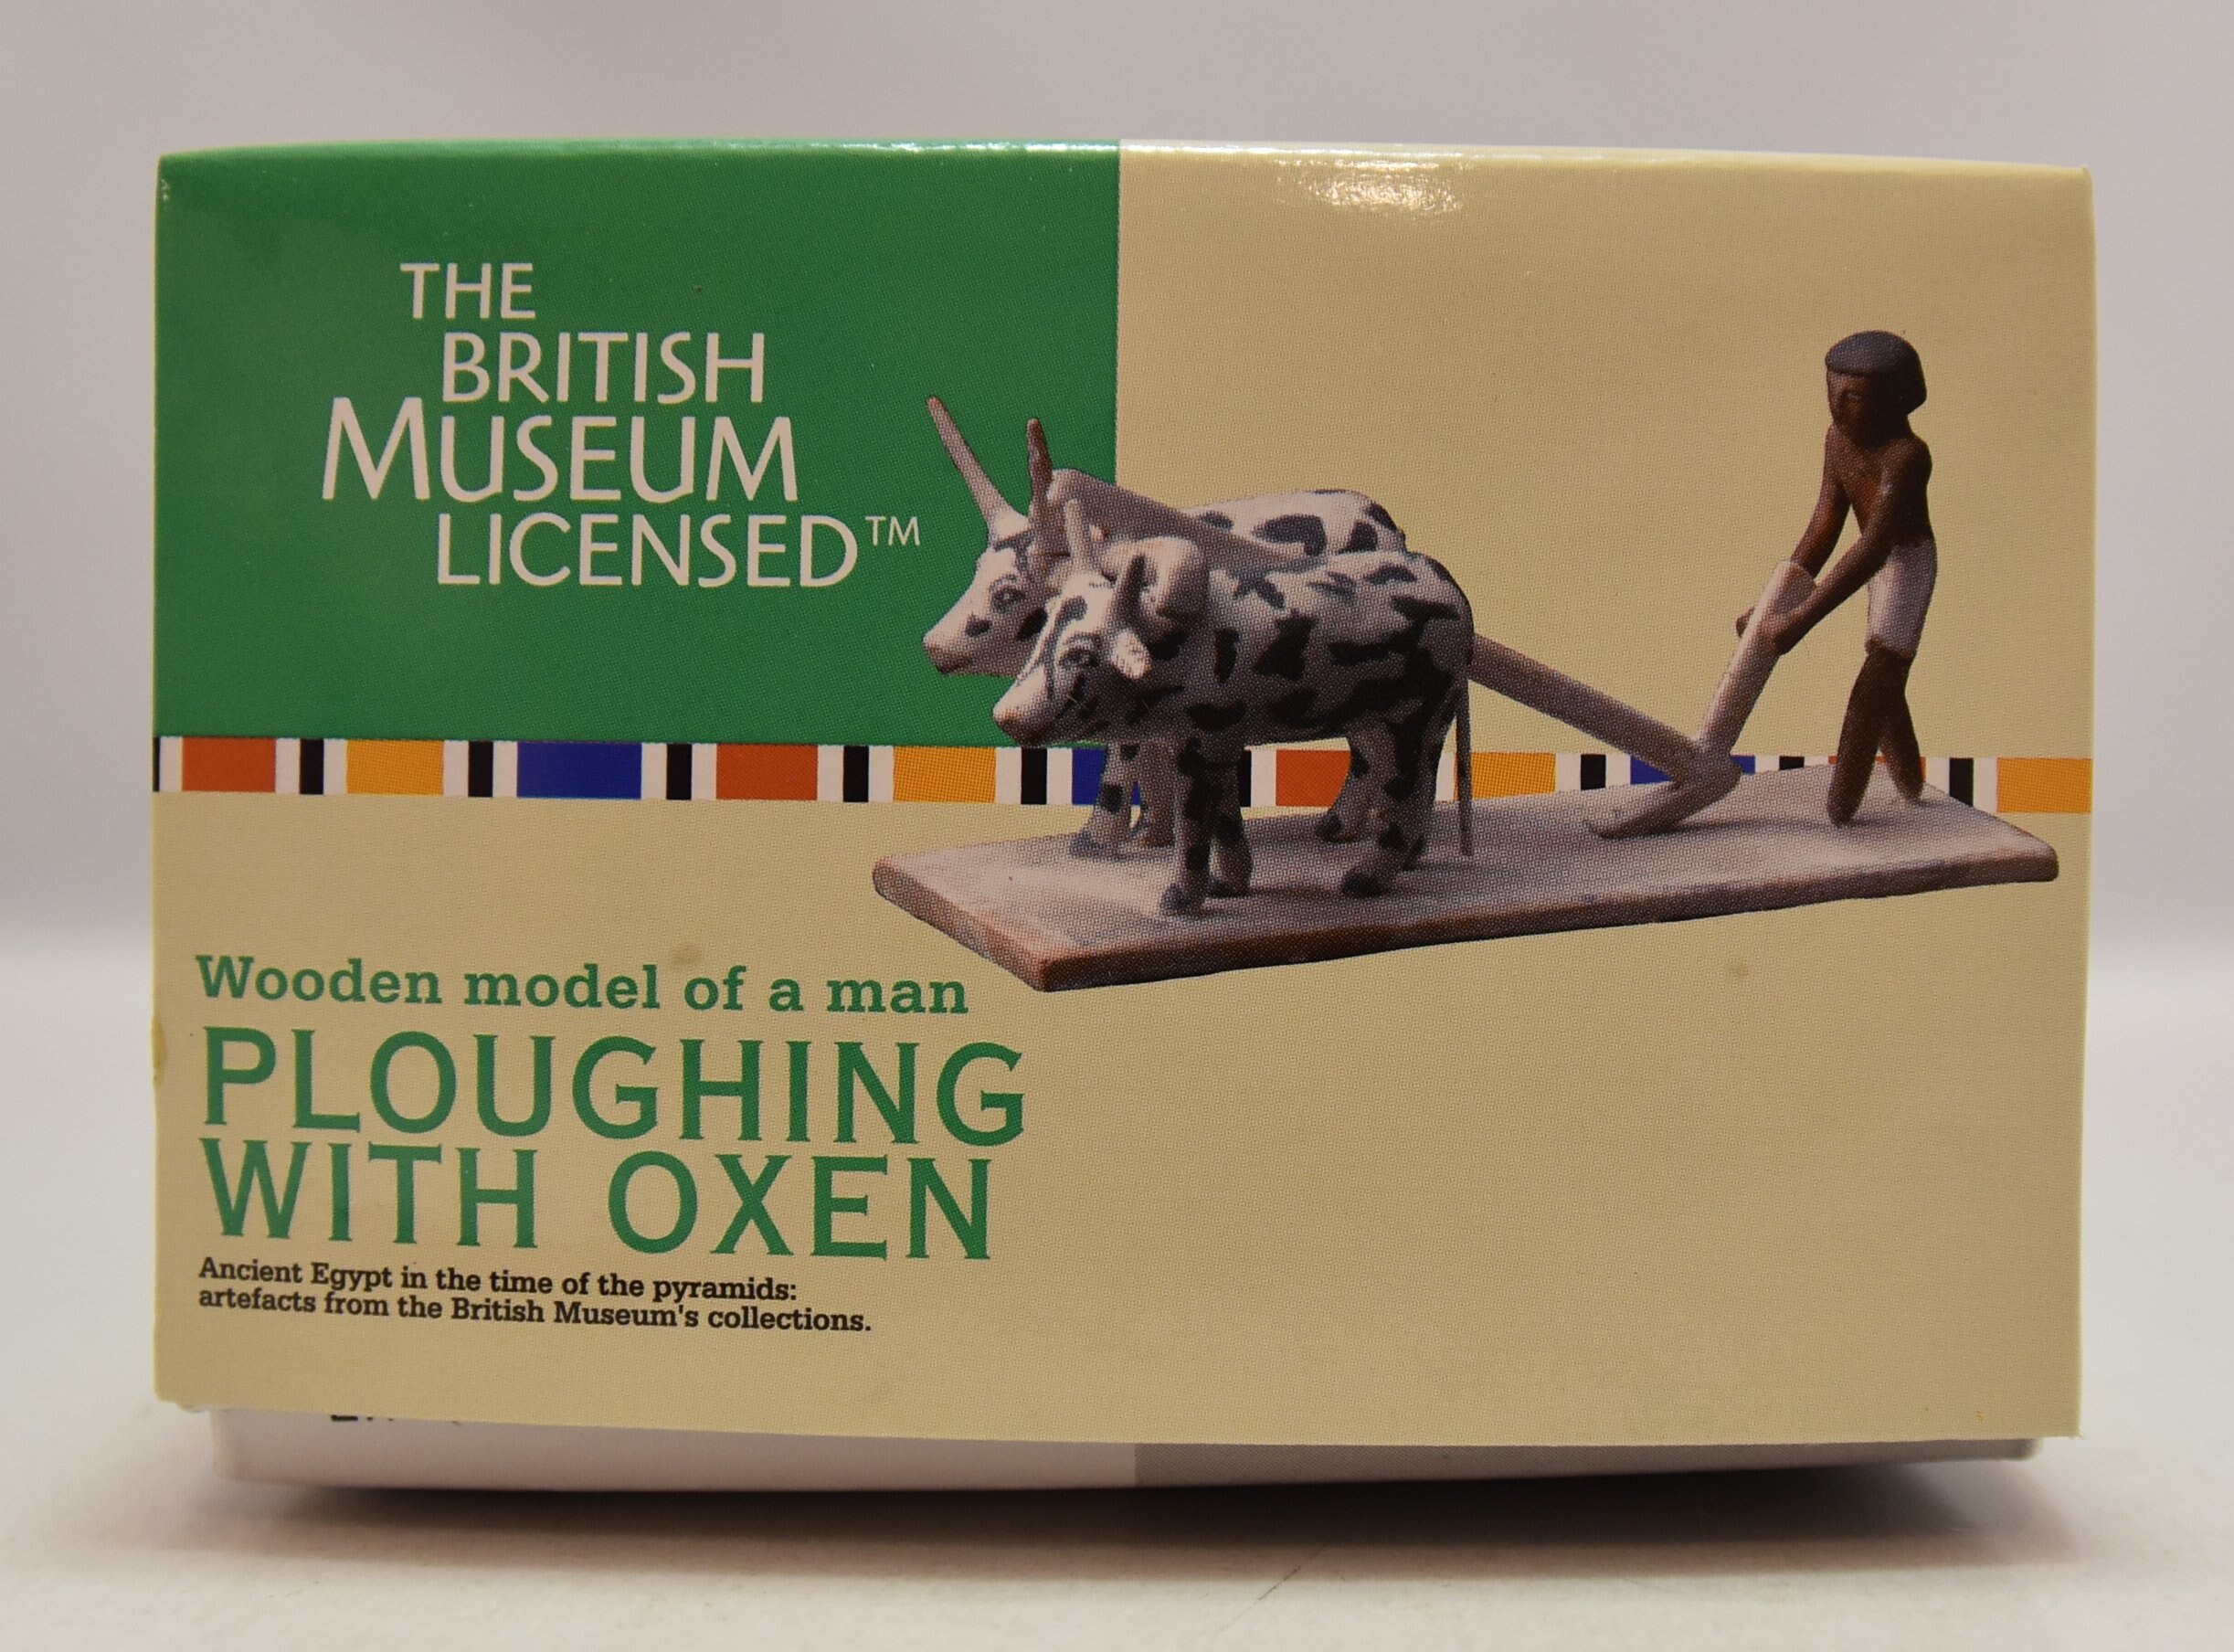 THE
BRITISH
MUSEUM
LICENSED™
Wooden model of a man
PLOUGHING
WITH OXEN
Ancient Egypt in the time of the pyramids:
artefacts from the British Museum's collections.